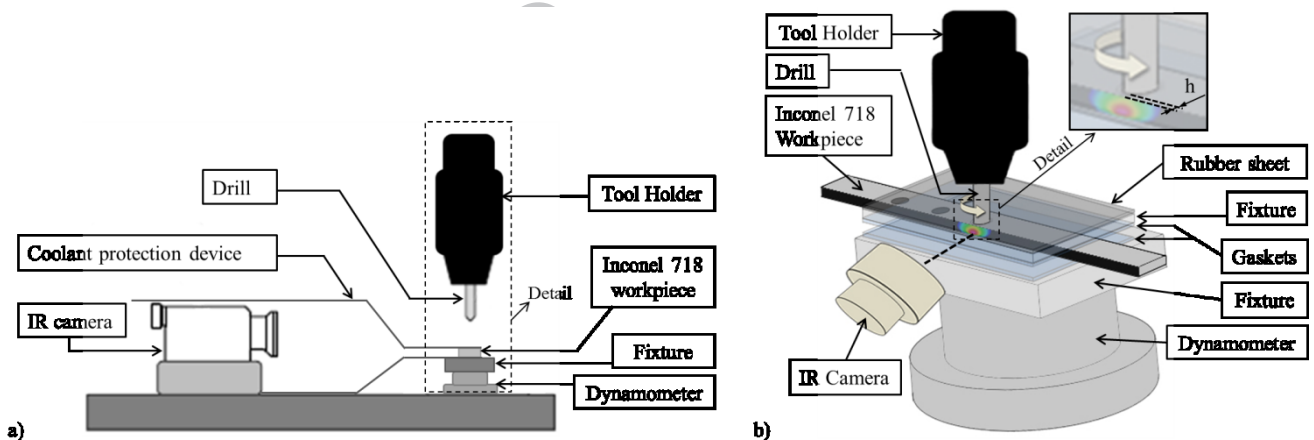 Drill
Coolant protection device
IR camera
Tool Holder
Inconel 718
workpiece
Detail
Fixture
Dynamometer
a)
Tool Holder
Drill
Inconel 718
Workpiece
h
Detail
Rubber sheet
Fixture
Gaskets
Fixture
Dynamometer
IR Camera
b)